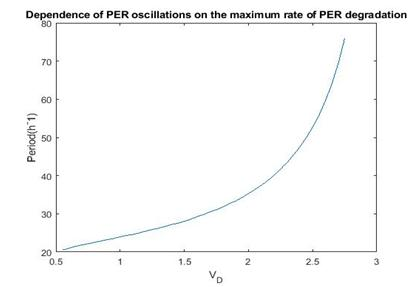 Dependence of PER oscillations on the maximum rate of PER degradation
80
70
60
50
40
30
20
Period(h^-1)
0.5 1 1.5 2 2.5 3
V_D